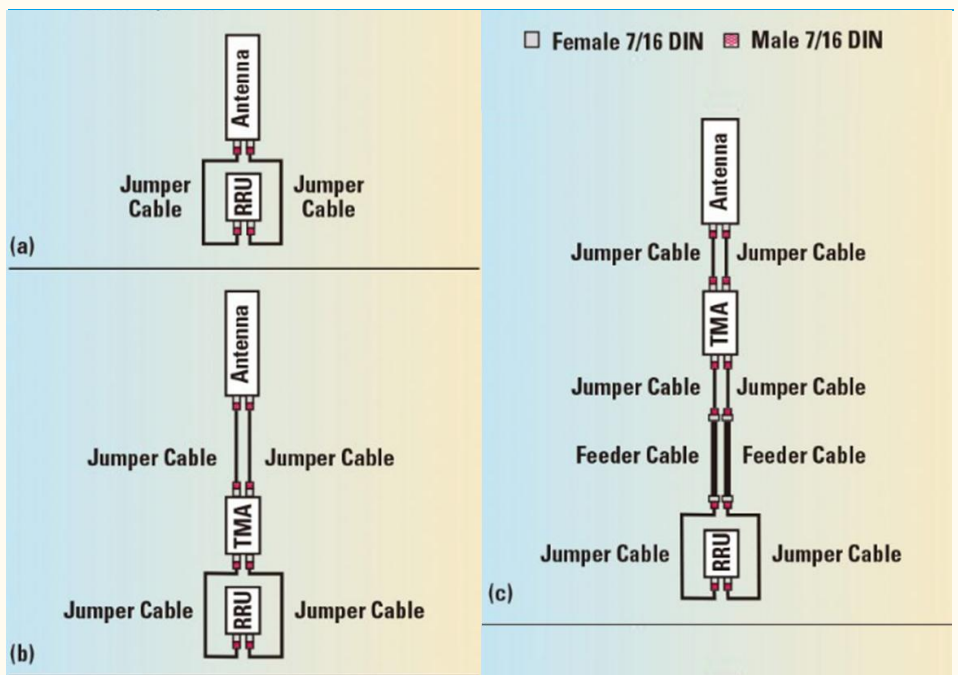 Antenna
Jumper
Cable
RRU
Jumper
Cable
(a)
Antenna
Jumper Cable
Jumper Cable
TMA
Jumper Cable
RRU
Jumper Cable
(b)
Female 7/16 DIN
Male 7/16 DIN
Antenna
Jumper Cable
Jumper Cable
TMA
Jumper Cable
Jumper Cable
Feeder Cable
Feeder Cable
Jumper Cable
RRU
Jumper Cable
(c)